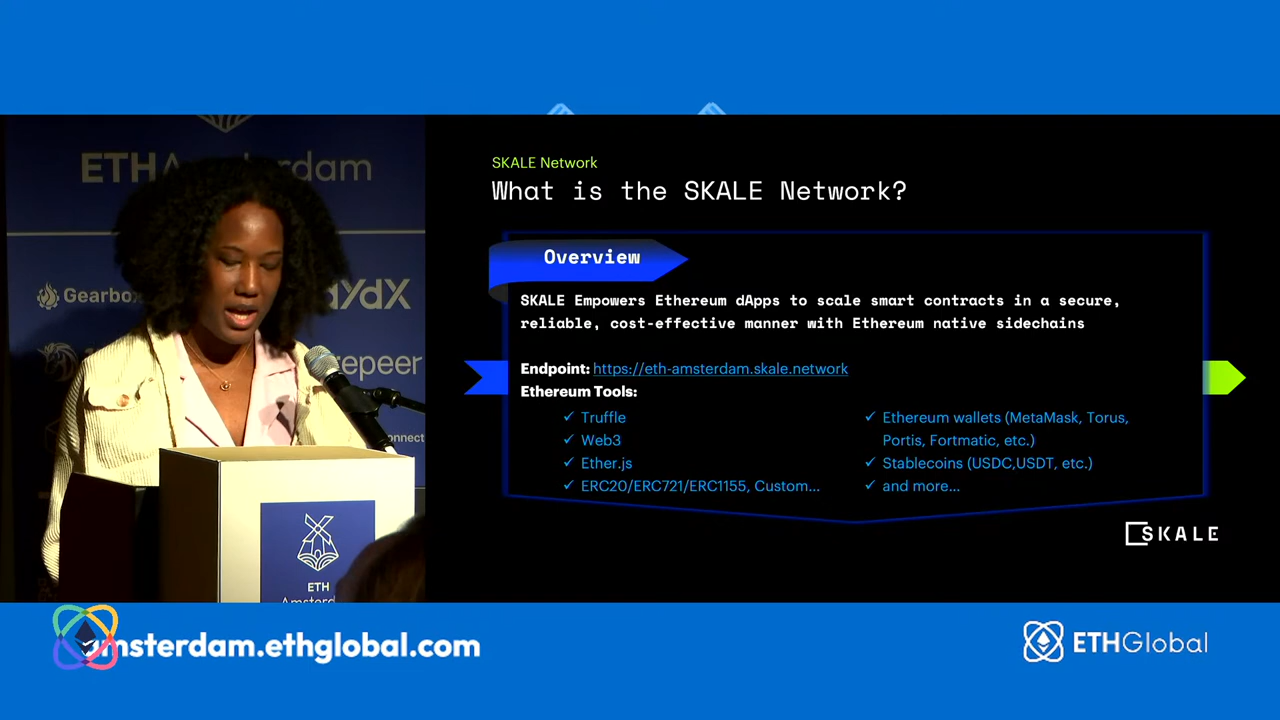 ETHAmsterdam
Gearbox
dYdX
epeer
onnect
ETH
SKALE Network
What is the SKALE Network?
Overview
SKALE Empowers Ethereum dApps to scale smart contracts in a secure,
reliable, cost-effective manner with Ethereum native sidechains
Endpoint: https://eth-amsterdam.skale.network
Ethereum Tools:
✓ Truffle
✓ Web3
✓ Ether.js
✓ ERC20/ERC721/ERC1155, Custom...
✓ Ethereum wallets (MetaMask, Torus,
Portis, Fortmatic, etc.)
✓ Stablecoins (USDC,USDT, etc.)
✓ and more...
SKALE
amsterdam.ethglobal.com
ETHGlobal